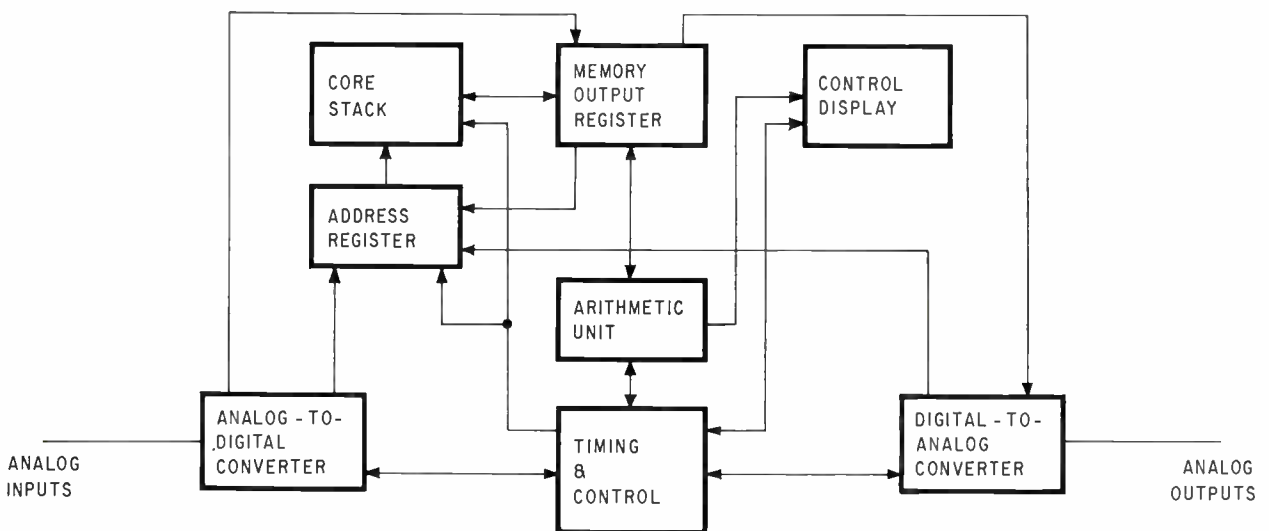 CORE
STACK
MEMORY
OUTPUT
REGISTER
CONTROL
DISPLAY
ADDRESS
REGISTER
ARITHMETIC
UNIT
ANALOG-TO-
DIGITAL
CONVERTER
TIMING
&
CONTROL
DIGITAL-TO-
ANALOG
CONVERTER
ANALOG
INPUTS
ANALOG
OUTPUTS